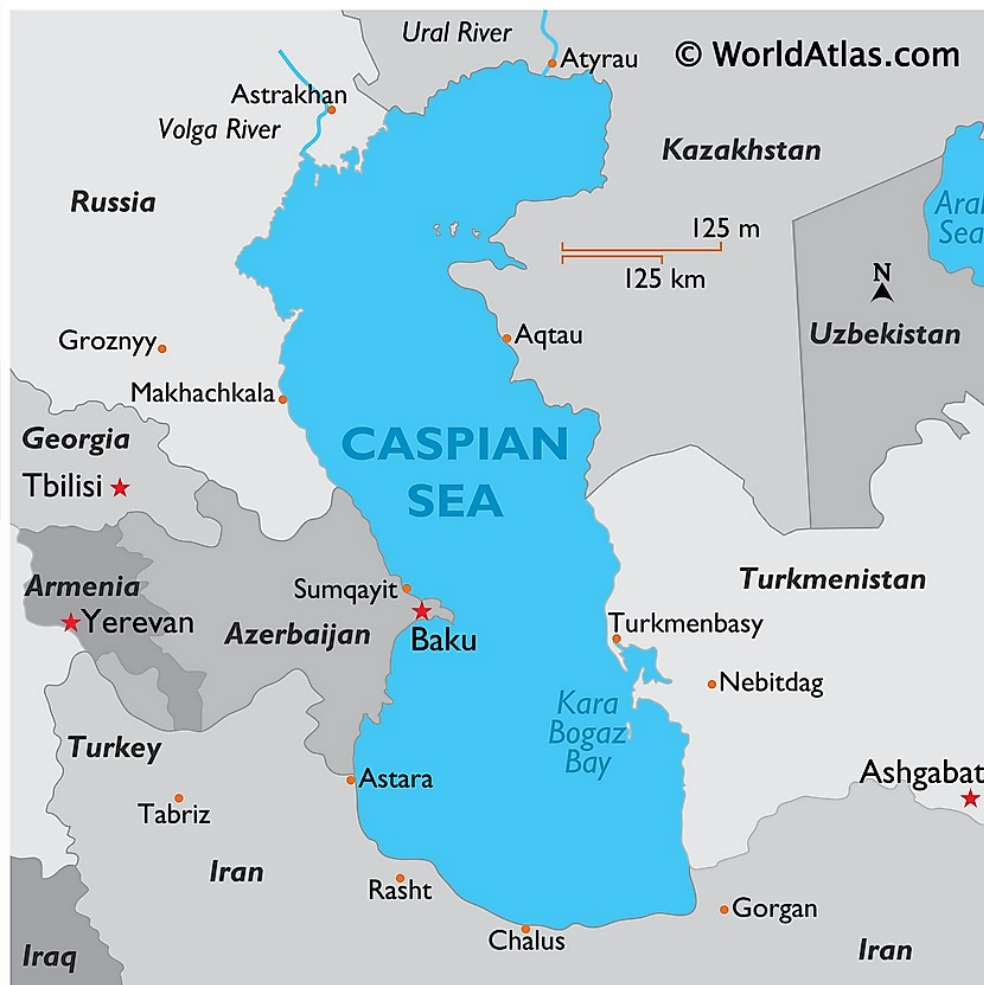 Ural River
Atyrau
© WorldAtlas.com
Astrakhan
Volga River
Kazakhstan
Russia
Aral
Sea
125 m
125 km
N
Uzbekistan
Groznyy
Aqtau
Makhachkala
Georgia
CASPIAN
SEA
Tbilisi
Armenia
Sumqayit
Turkmenistan
Yerevan
Azerbaijan
Baku
Turkmenbasy
Nebitdag
Kara
Bogaz
Bay
Turkey
Astara
Ashgabat
Tabriz
Iran
Rasht
Gorgan
Chalus
Iraq
Iran